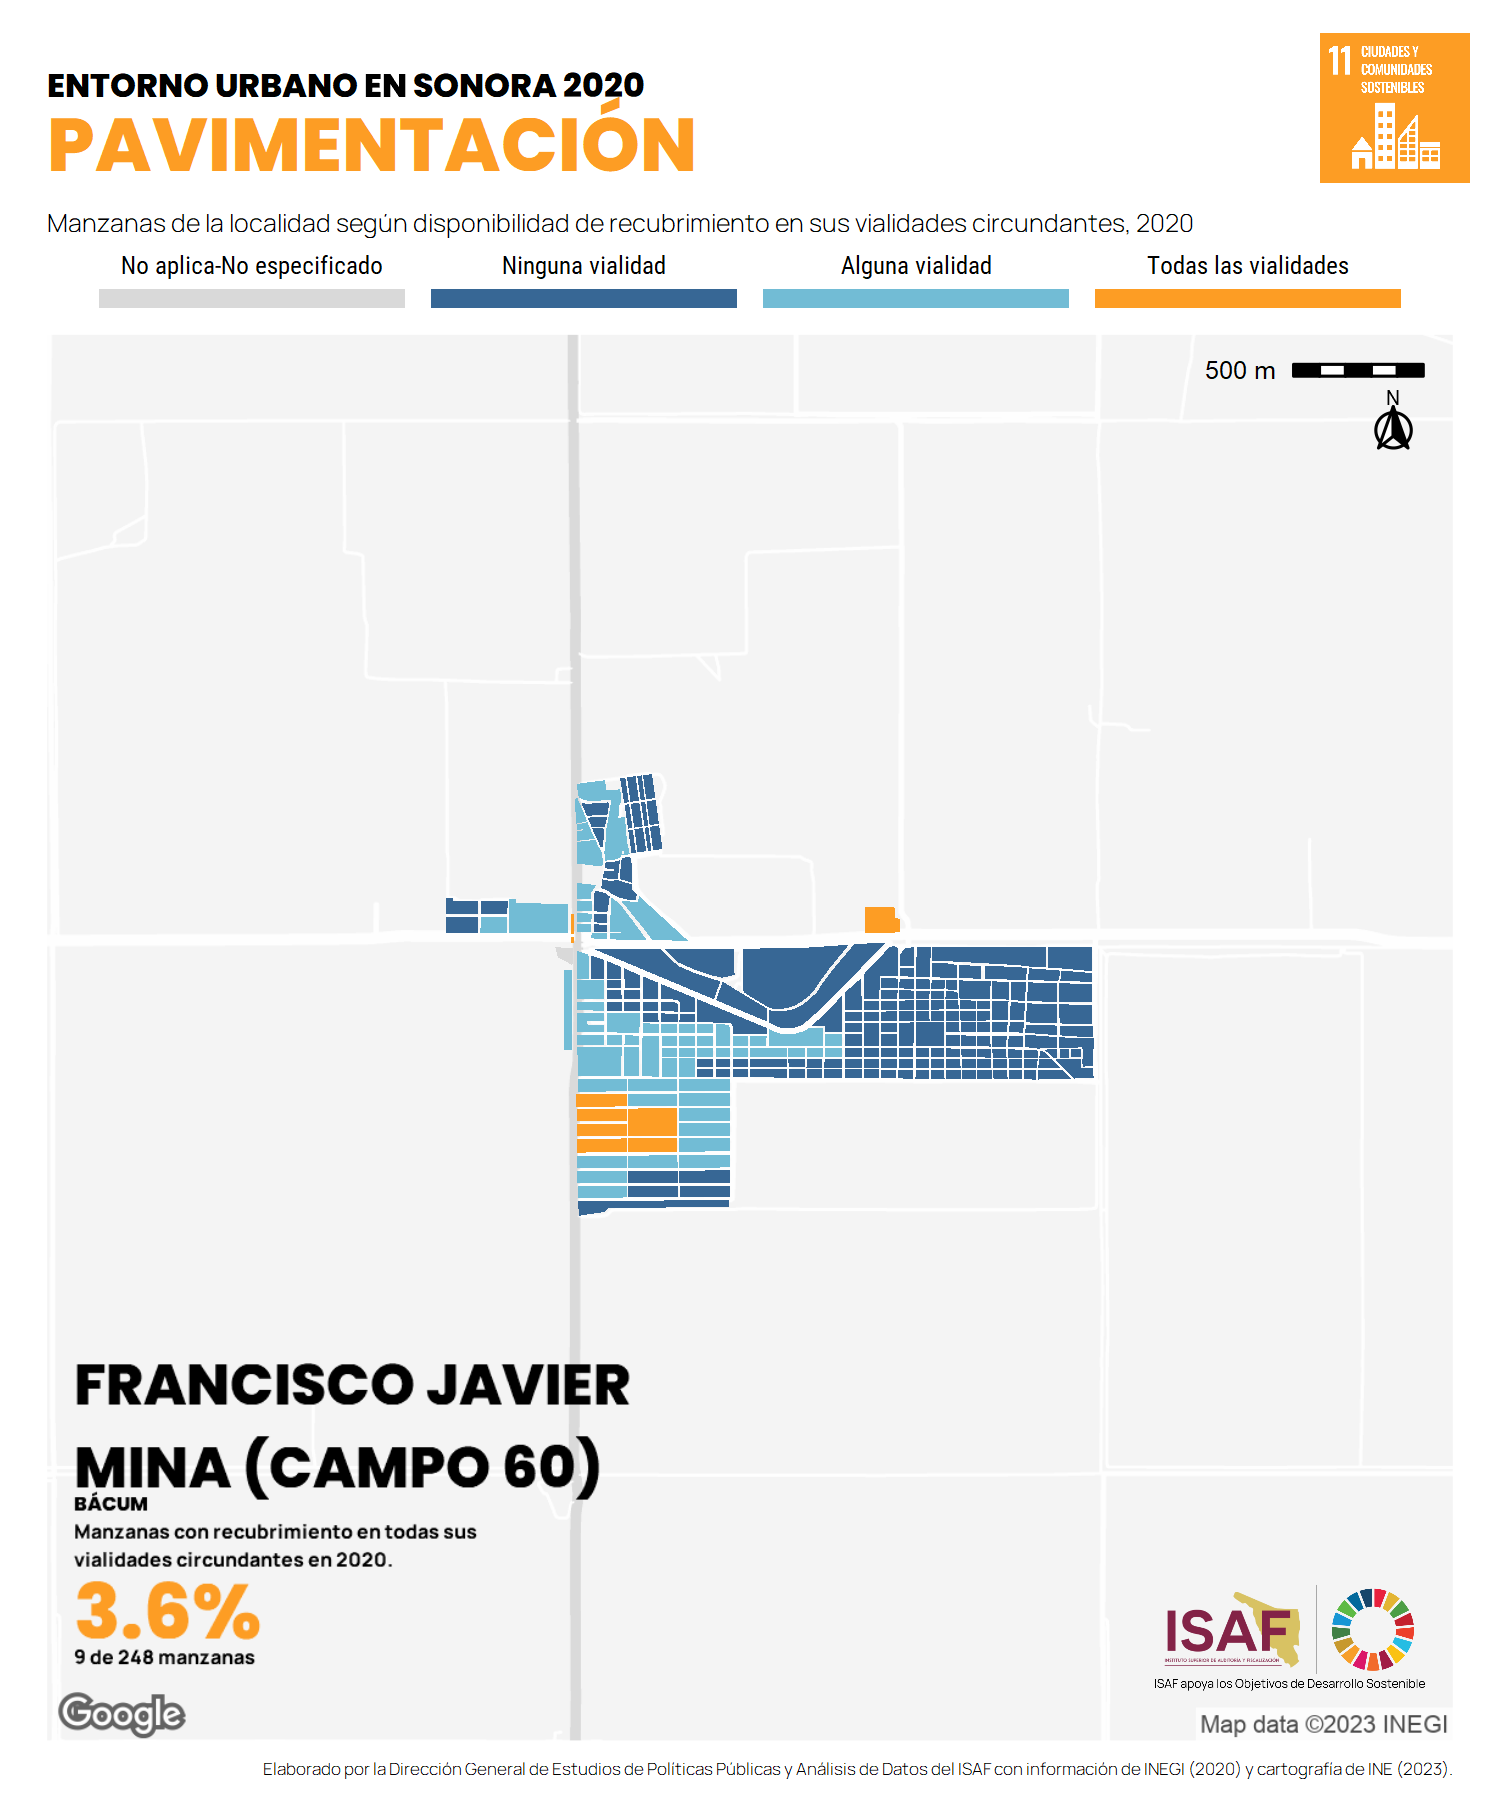 ENTORNO URBANO EN SONORA 2020
PAVIMENTACIÓN
11 CIUDADES Y
COMUNIDADES
SOSTENIBLES
Manzanas de la localidad según disponibilidad de recubrimiento en sus vialidades circundantes, 2020
No aplica-No especificado
Ninguna vialidad
Alguna vialidad
Todas las vialidades
500 m
N
FRANCISCO JAVIER
MINA (CAMPO 60)
BÁCUM
Manzanas con recubrimiento en todas sus
vialidades circundantes en 2020.
3.6%
9 de 248 manzanas
Google
ISAF
INSTITUTO SUPERIOR DE AUDITORÍA Y FISCALIZACIÓN
ISAF apoya los Objetivos de Desarrollo Sostenible
Map data ©2023 INEGI
Elaborado por la Dirección General de Estudios de Políticas Públicas y Análisis de Datos del ISAF con información de INEGI (2020) y cartografía de INE (2023).